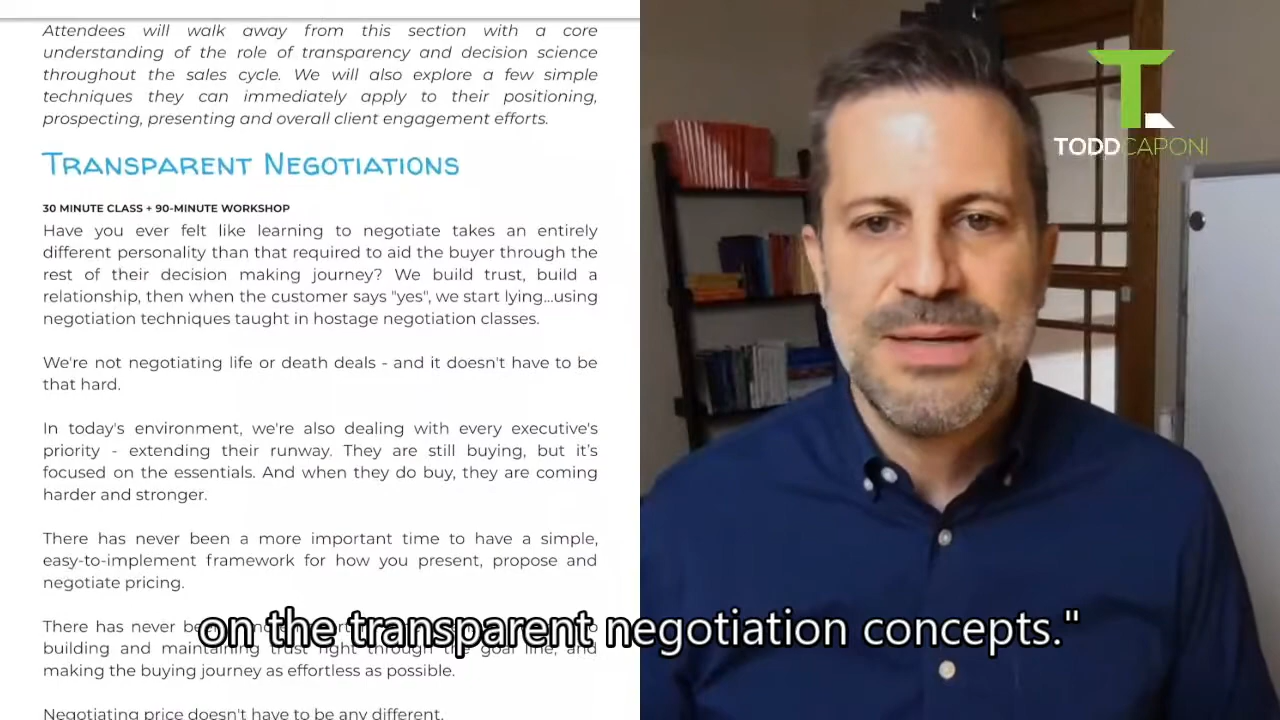 Attendees will walk away from this section with a core
understanding of the role of transparency and decision science
throughout the sales cycle. We will also explore a few simple
techniques they can immediately apply to their positioning,
prospecting, presenting and overall client engagement efforts.
TRANSPARENT NEGOTIATIONS
30 MINUTE CLASS + 90-MINUTE WORKSHOP
Have you ever felt like learning to negotiate takes an entirely
different personality than that required to aid the buyer through the
rest of their decision making journey? We build trust, build a
relationship, then when the customer says "yes", we start lying...using
negotiation techniques taught in hostage negotiation classes.
We're not negotiating life or death deals - and it doesn't have to be
that hard.
In today's environment, we're also dealing with every executive's
priority - extending their runway. They are still buying, but it's
focused on the essentials. And when they do buy, they are coming
harder and stronger.
There has never been a more important time to have a simple,
easy-to-implement framework for how you present, propose and
negotiate pricing.
There has never
building and maintaining trust right through the goal line, and
making the buying journey as effortless as possible.
Negotiating price doesn't have to be any different.
TODD CAPONI
on the transparent negotiation concepts."